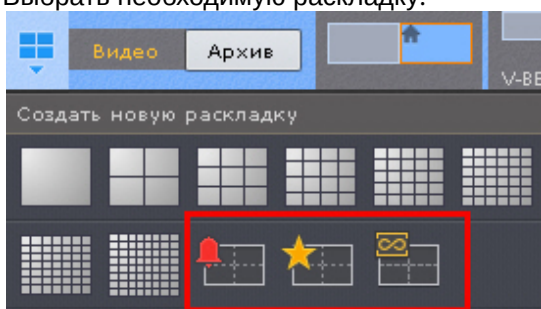 Выбрать необходимую раскладку:
Видео Архив
Создать новую раскладку